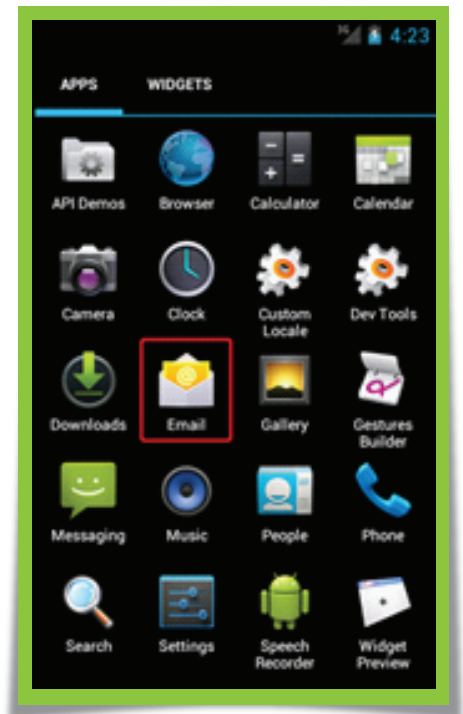 3G 4:23
APPS WIDGETS
API Demos Browser Calculator Calendar
Camera Clock Custom Locale Dev Tools
Downloads Email Gallery Gestures Builder
Messaging Music People Phone
Search Settings Speech Recorder Widget Preview